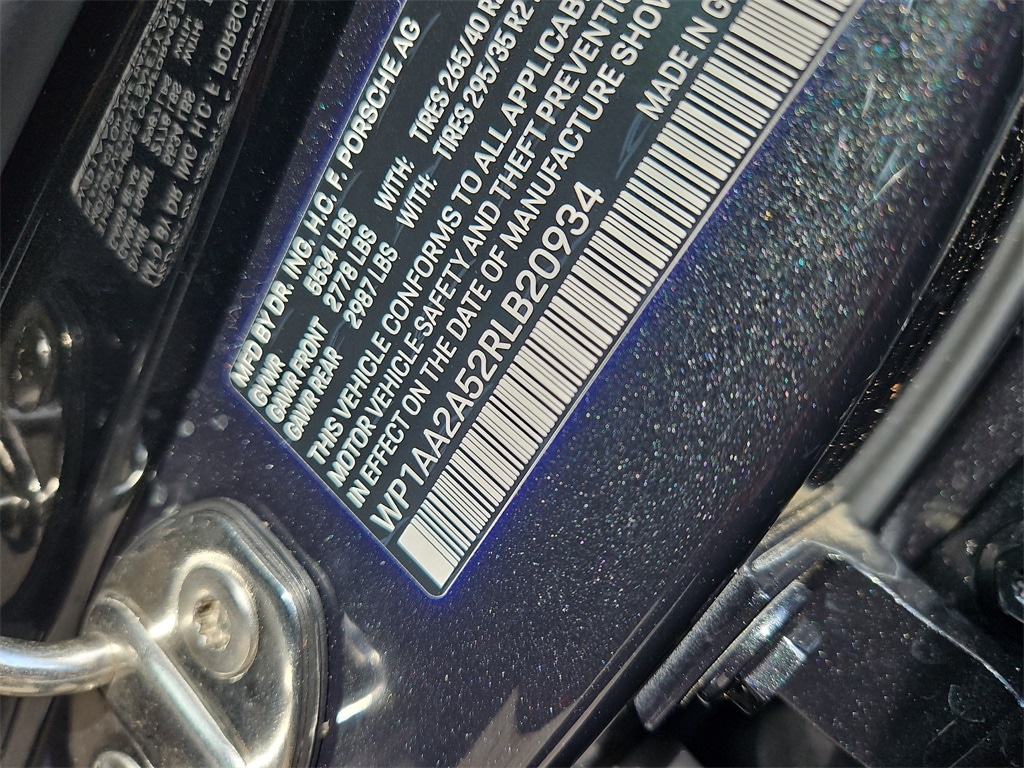 MFD BY DR. ING. H.C. F. PORSCHE AG
GVWR 5534 LBS
GAWR FRONT 2778 LBS WITH: TIRES 265/40 R
GAWR REAR 2987 LBS WITH: TIRES 295/35 R2
THIS VEHICLE CONFORMS TO ALL APPLICAB
MOTOR VEHICLE SAFETY AND THEFT PREVENTIO
IN EFFECT ON THE DATE OF MANUFACTURE SHOW
WP1AA2A52RLB20934 MADE IN G